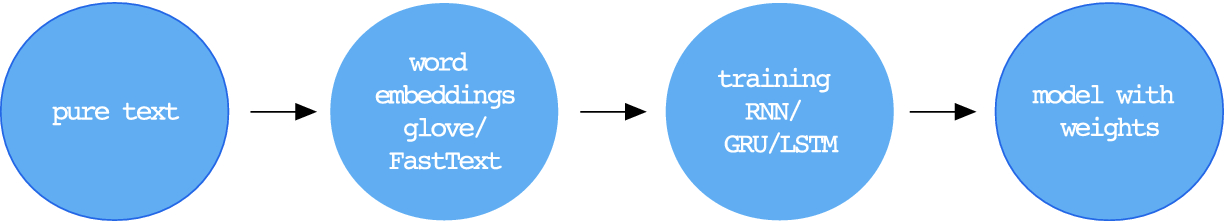 pure text
word
embeddings
glove/
FastText
training
RNN/
GRU/LSTM
model with
weights